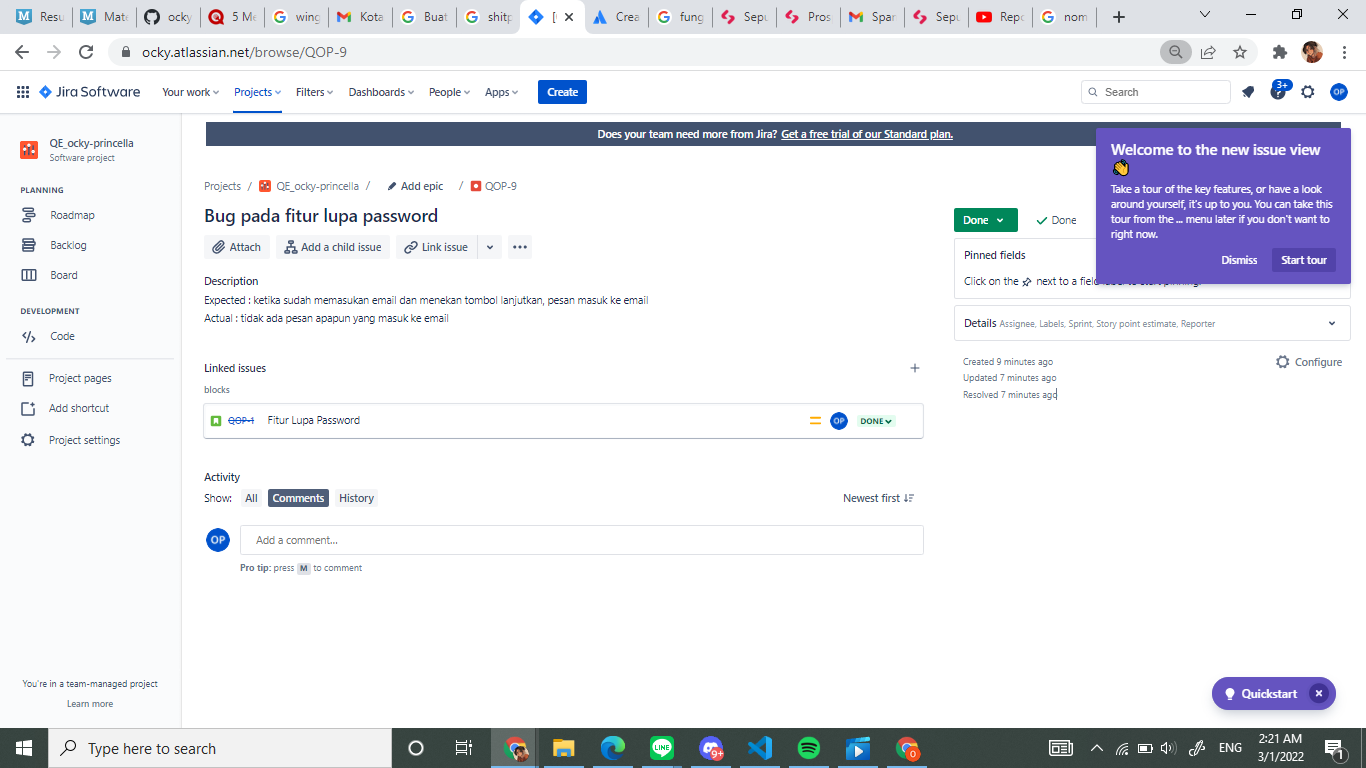 Resu
Mate
ocky
5 Me
wing
Kota
Buat
shitp
[
Crea
fung
Sepu
Pros
Span
Sepu
Repo
nom
ocky.atlassian.net/browse/QOP-9
Jira Software
Your work
Projects
Filters
Dashboards
People
Apps
Create
Search
3+
OP
QE_ocky-princella
Software project
PLANNING
Roadmap
Backlog
Board
DEVELOPMENT
Code
Project pages
Add shortcut
Project settings
You're in a team-managed project
Learn more
Does your team need more from Jira? Get a free trial of our Standard plan.
Projects / QE_ocky-princella / Add epic / QOP-9
Bug pada fitur lupa password
Attach
Add a child issue
Link issue
Description
Expected : ketika sudah memasukan email dan menekan tombol lanjutkan, pesan masuk ke email
Actual : tidak ada pesan apapun yang masuk ke email
Linked issues
blocks
QOP-1 Fitur Lupa Password OP DONE
Activity
Show: All Comments History Newest first
OP Add a comment...
Pro tip: press M to comment
Done
Done
Pinned fields
Click on the next to a field
Details Assignee, Labels, Sprint, Story point estimate, Reporter
Created 9 minutes ago
Updated 7 minutes ago
Resolved 7 minutes ago
Configure
Welcome to the new issue view
Take a tour of the key features, or have a look
around yourself, it's up to you. You can take this
tour from the ... menu later if you don't want to
right now.
Dismiss
Start tour
Quickstart
Type here to search
LINE
9+
O
ENG
2:21 AM
3/1/2022
1